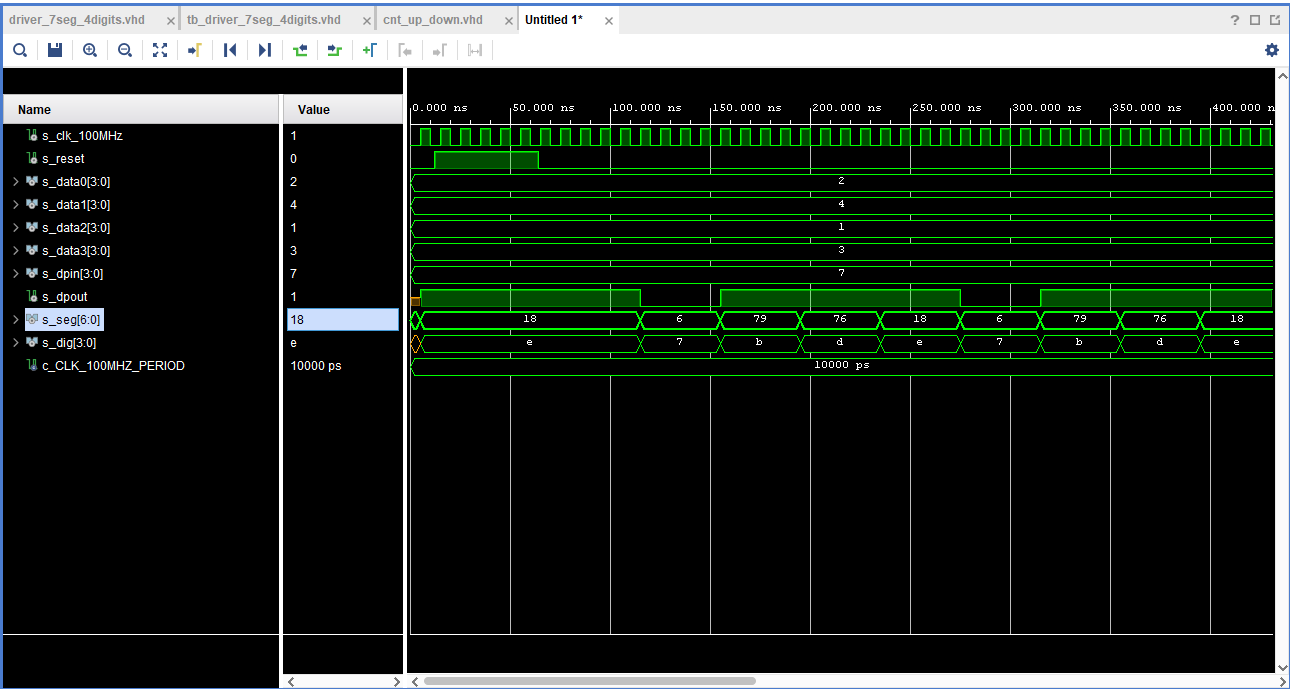 driver_7seg_4digits.vhd tb_driver_7seg_4digits.vhd cnt_up_down.vhd Untitled 1*
Name Value 0.000 ns 50.000 ns 100.000 ns 150.000 ns 200.000 ns 250.000 ns 300.000 ns 350.000 ns 400.000 n
s_clk_100MHz 1
s_reset 0
s_data0[3:0] 2 2
s_data1[3:0] 4 4
s_data2[3:0] 1 1
s_data3[3:0] 3 3
s_dpin[3:0] 7 7
s_dpout 1
s_seg[6:0] 18 18 6 79 76 18 6 79 76 18
s_dig[3:0] e e 7 b d e 7 b d e
c_CLK_100MHZ_PERIOD 10000 ps 10000 ps